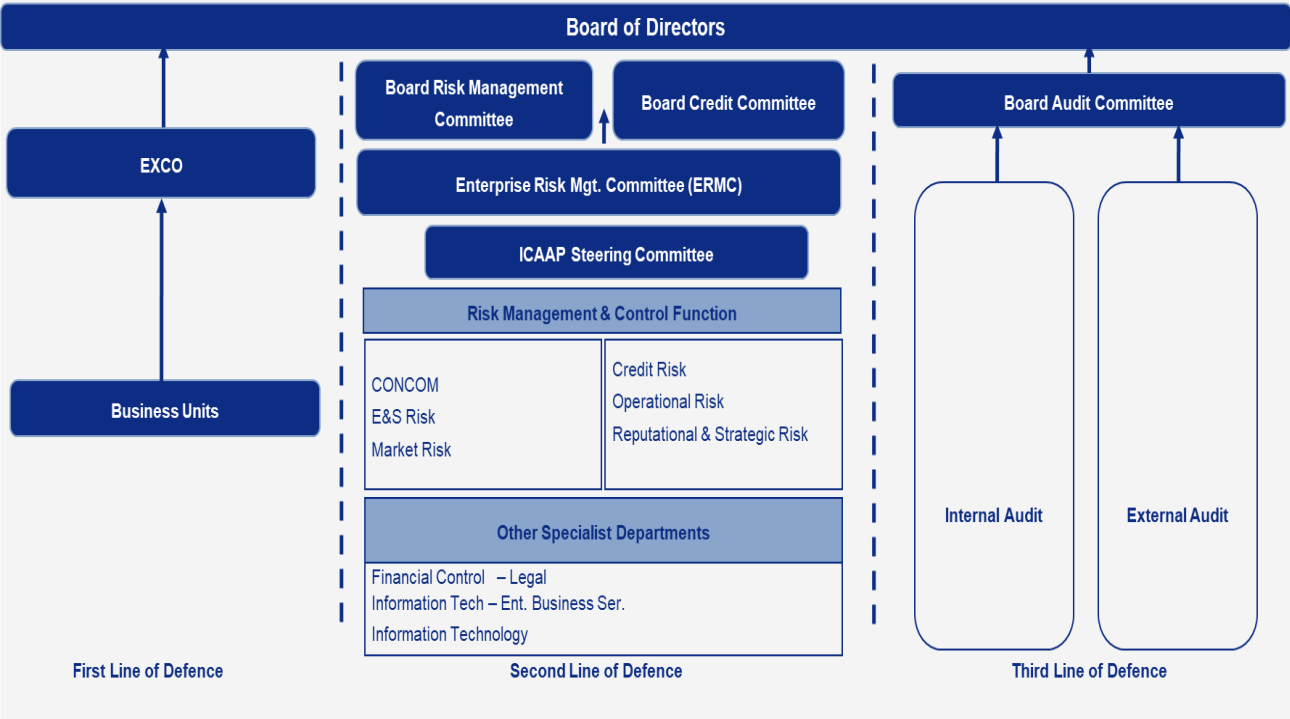 Board of Directors
EXCO
Business Units
First Line of Defence
Board Risk Management
Committee
Board Credit Committee
Enterprise Risk Mgt. Committee (ERMC)
ICAAP Steering Committee
Risk Management & Control Function
CONCOM
E&S Risk
Market Risk
Credit Risk
Operational Risk
Reputational & Strategic Risk
Other Specialist Departments
Financial Control – Legal
Information Tech – Ent. Business Ser.
Information Technology
Second Line of Defence
Board Audit Committee
Internal Audit
External Audit
Third Line of Defence